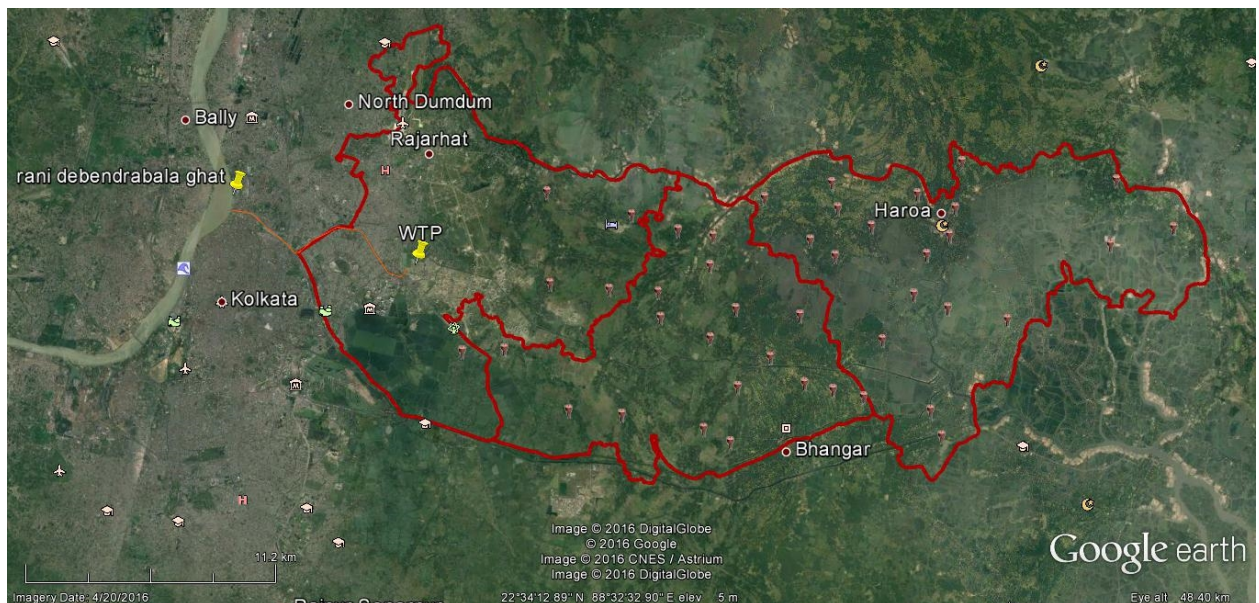 North Dumdum
Bally
Rajarhat
rani debendrabala ghat
Haroa
WTP
Kolkata
Bhangar
Image © 2016 DigitalGlobe
© 2016 Google
Image © 2016 CNES / Astrium
Image © 2016 DigitalGlobe
Google earth
11.2 km
Imagery Date: 4/20/2016
22°34'12.89" N 88°32'32.90" E elev 5 m
Eye alt 48.40 km